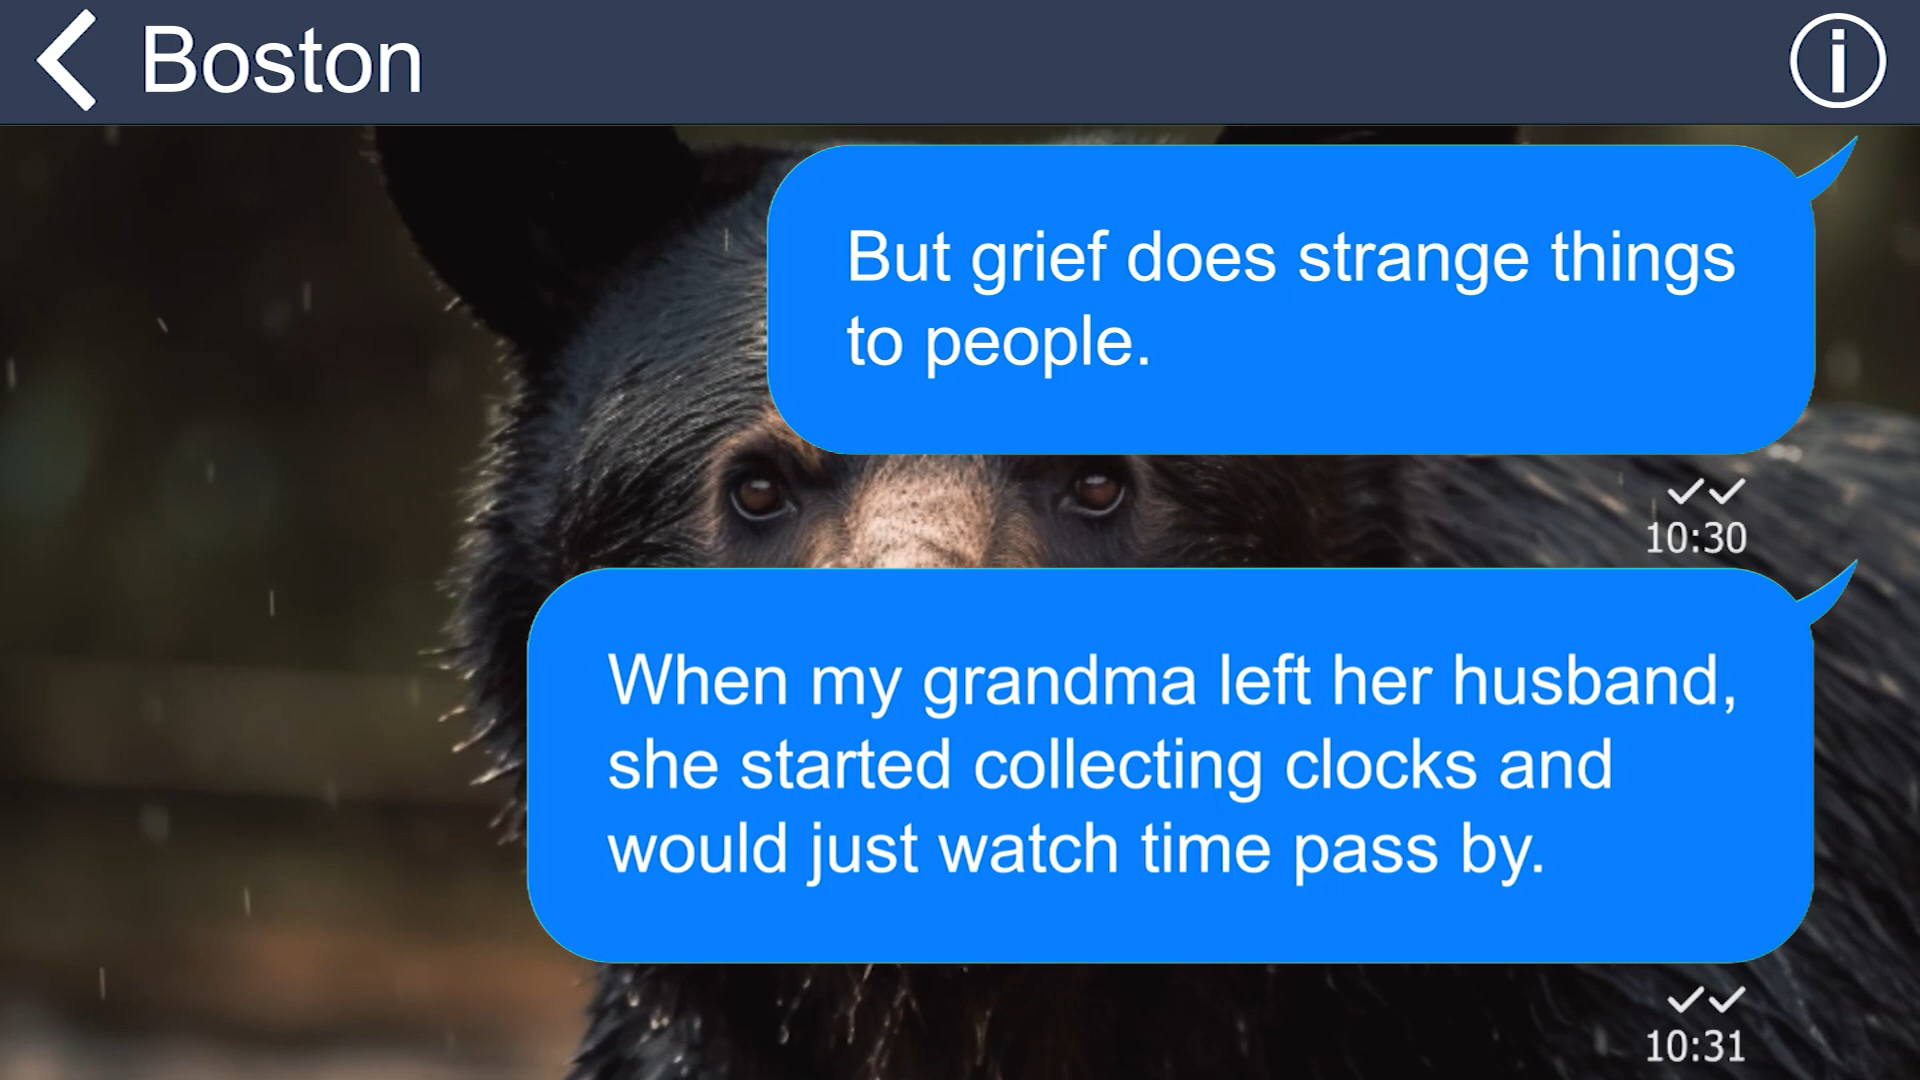 Boston
But grief does strange things
to people.
10:30
When my grandma left her husband,
she started collecting clocks and
would just watch time pass by.
10:31